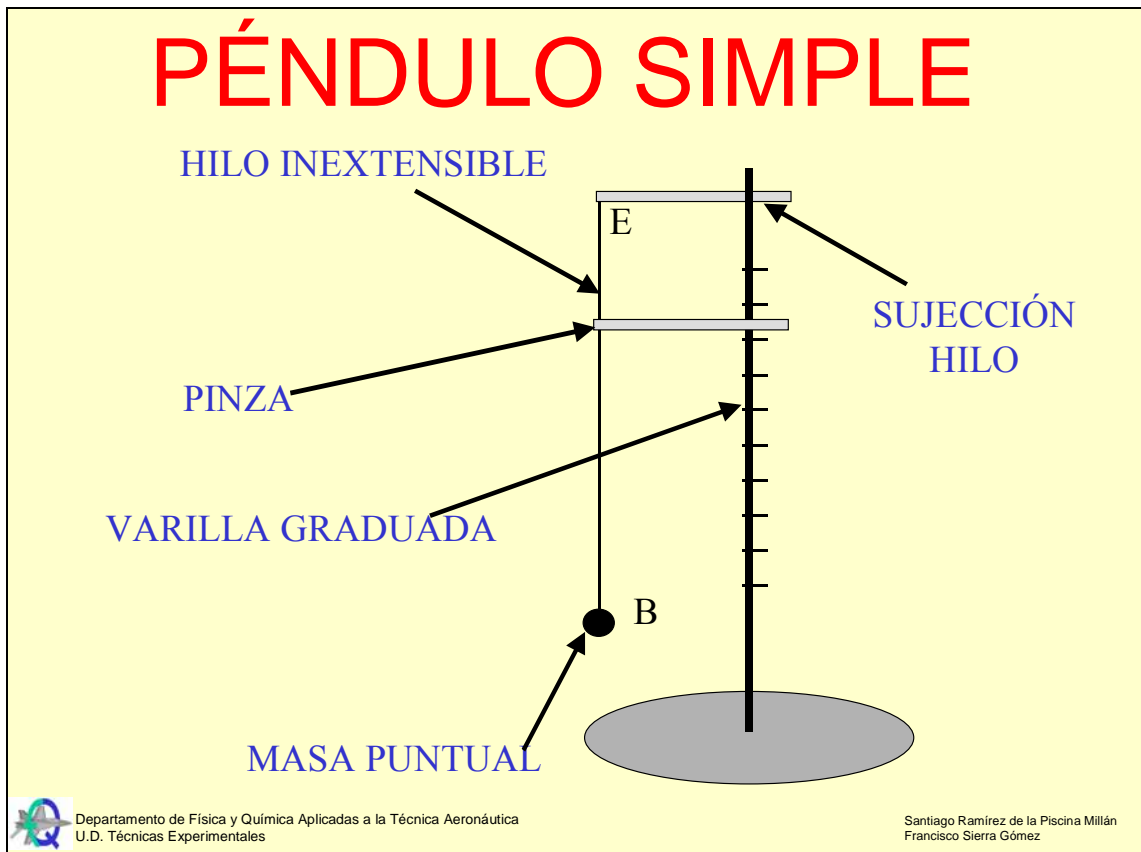 PÉNDULO SIMPLE
HILO INEXTENSIBLE
E
SUJECCIÓN
HILO
PINZA
VARILLA GRADUADA
B
MASA PUNTUAL
Q
Departamento de Física y Química Aplicadas a la Técnica Aeronáutica
U.D. Técnicas Experimentales
Santiago Ramírez de la Piscina Millán
Francisco Sierra Gómez